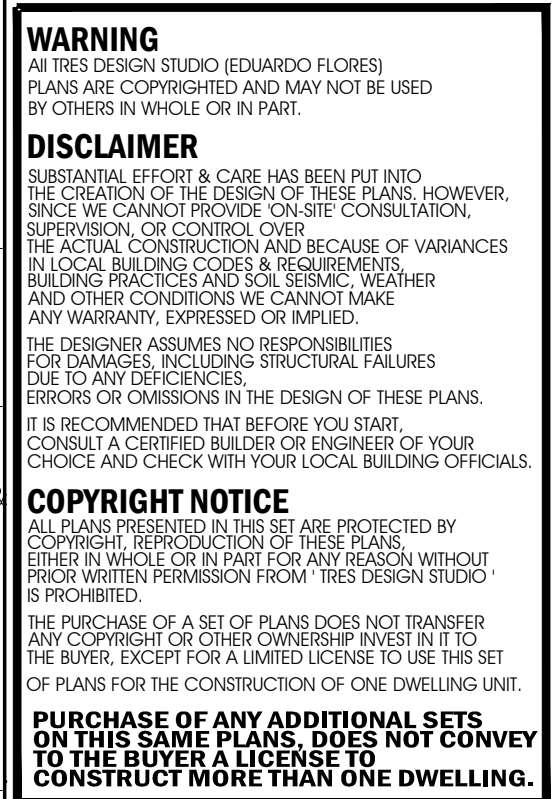 WARNING
All TRES DESIGN STUDIO (EDUARDO FLORES)
PLANS ARE COPYRIGHTED AND MAY NOT BE USED
BY OTHERS IN WHOLE OR IN PART.
DISCLAIMER
SUBSTANTIAL EFFORT & CARE HAS BEEN PUT INTO
THE CREATION OF THE DESIGN OF THESE PLANS. HOWEVER,
SINCE WE CANNOT PROVIDE 'ON-SITE' CONSULTATION,
SUPERVISION, OR CONTROL OVER
THE ACTUAL CONSTRUCTION AND BECAUSE OF VARIANCES
IN LOCAL BUILDING CODES & REQUIREMENTS,
BUILDING PRACTICES AND SOIL SEISMIC, WEATHER
AND OTHER CONDITIONS WE CANNOT MAKE
ANY WARRANTY, EXPRESSED OR IMPLIED.
THE DESIGNER ASSUMES NO RESPONSIBILITIES
FOR DAMAGES, INCLUDING STRUCTURAL FAILURES
DUE TO ANY DEFICIENCIES,
ERRORS OR OMISSIONS IN THE DESIGN OF THESE PLANS.
IT IS RECOMMENDED THAT BEFORE YOU START,
CONSULT A CERTIFIED BUILDER OR ENGINEER OF YOUR
CHOICE AND CHECK WITH YOUR LOCAL BUILDING OFFICIALS.
COPYRIGHT NOTICE
ALL PLANS PRESENTED IN THIS SET ARE PROTECTED BY
COPYRIGHT, REPRODUCTION OF THESE PLANS,
EITHER IN WHOLE OR IN PART FOR ANY REASON WITHOUT
PRIOR WRITTEN PERMISSION FROM ' TRES DESIGN STUDIO '
IS PROHIBITED.
THE PURCHASE OF A SET OF PLANS DOES NOT TRANSFER
ANY COPYRIGHT OR OTHER OWNERSHIP INVEST IN IT TO
THE BUYER, EXCEPT FOR A LIMITED LICENSE TO USE THIS SET
OF PLANS FOR THE CONSTRUCTION OF ONE DWELLING UNIT.
PURCHASE OF ANY ADDITIONAL SETS
ON THIS SAME PLANS, DOES NOT CONVEY
TO THE BUYER A LICENSE TO
CONSTRUCT MORE THAN ONE DWELLING.